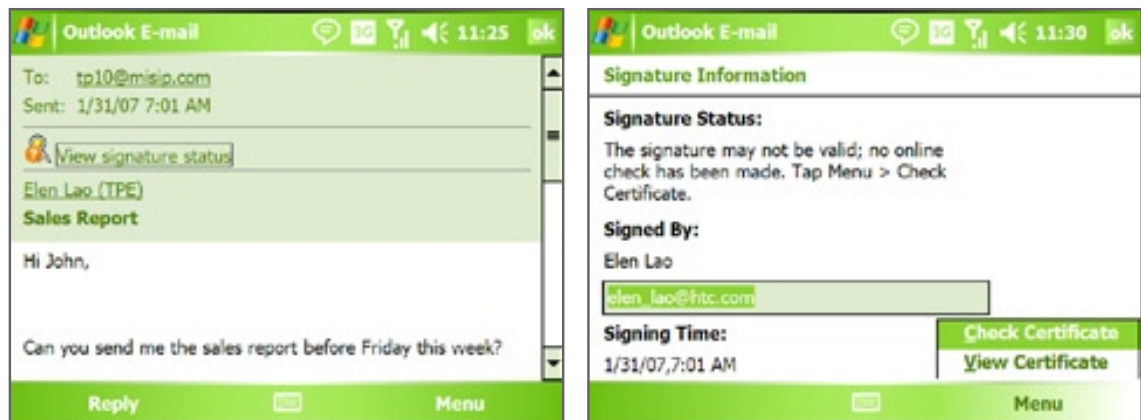 Outlook E-mail 3G 11:25 ok
To: tp10@misip.com
Sent: 1/31/07 7:01 AM
View signature status
Elen Lao (TPE)
Sales Report
Hi John,
Can you send me the sales report before Friday this week?
Reply Menu
Outlook E-mail 3G 11:30 ok
Signature Information
Signature Status:
The signature may not be valid; no online
check has been made. Tap Menu > Check
Certificate.
Signed By:
Elen Lao
elen_lao@htc.com
Signing Time:
1/31/07,7:01 AM
Check Certificate
View Certificate
Menu